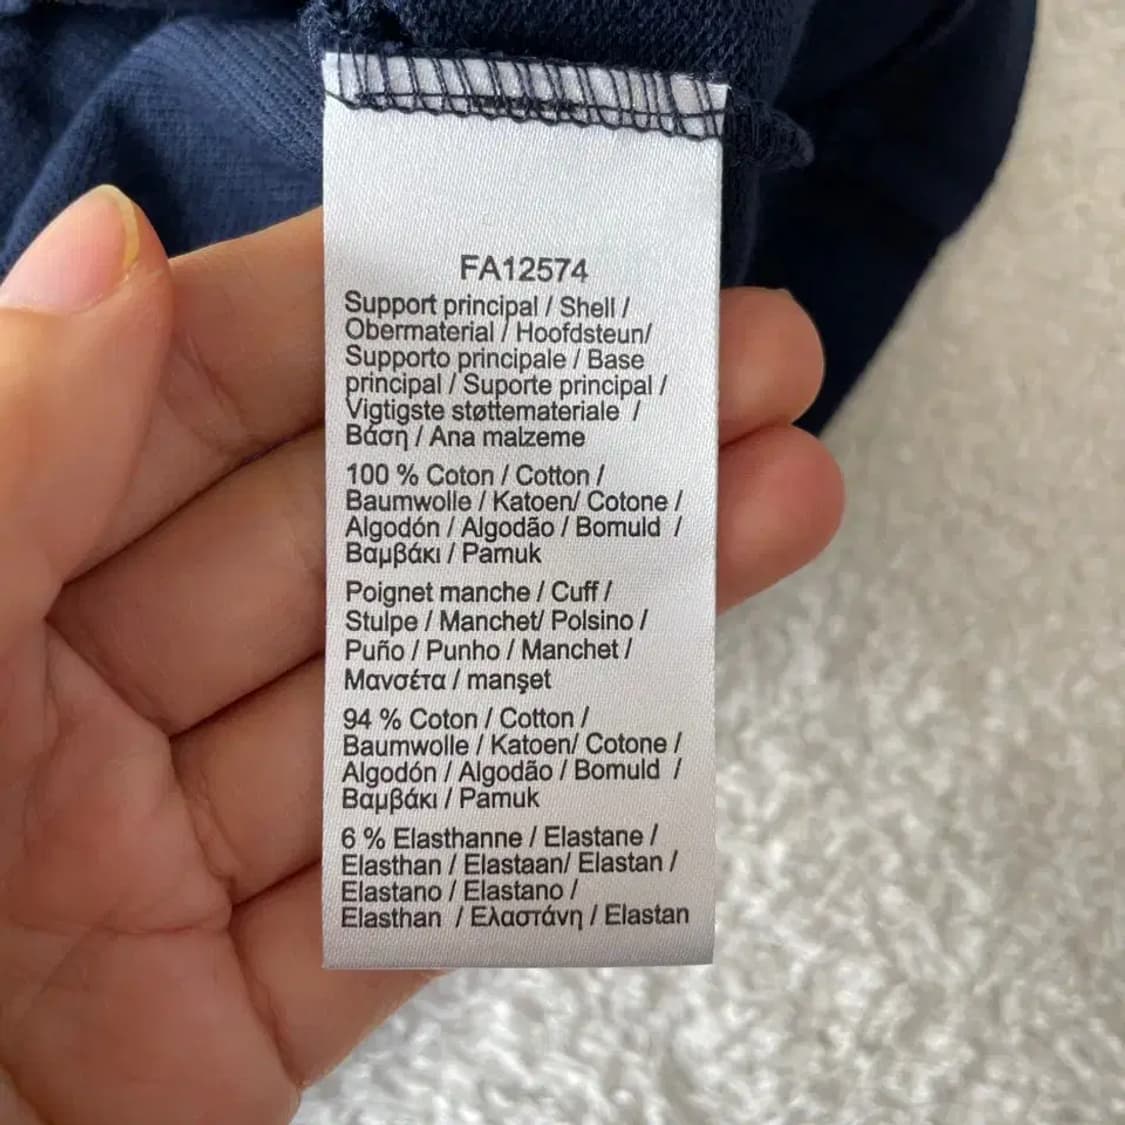 FA12574
Support principal / Shell /
Obermaterial / Hoofdsteun/
Supporto principale / Base
principal / Suporte principal /
Vigtigste støttemateriale /
Βάση / Ana malzeme
100 % Coton / Cotton /
Baumwolle / Katoen/ Cotone /
Algodón / Algodão / Bomuld /
Βαμβάκι / Pamuk
Poignet manche / Cuff /
Stulpe / Manchet/ Polsino /
Puño / Punho / Manchet /
Μανσέτα / manşet
94 % Coton / Cotton /
Baumwolle / Katoen/ Cotone /
Algodón / Algodão / Bomuld /
Βαμβάκι / Pamuk
6 % Elasthanne / Elastane /
Elasthan / Elastaan/ Elastan /
Elastano / Elastano /
Elasthan / Ελαστάνη / Elastan